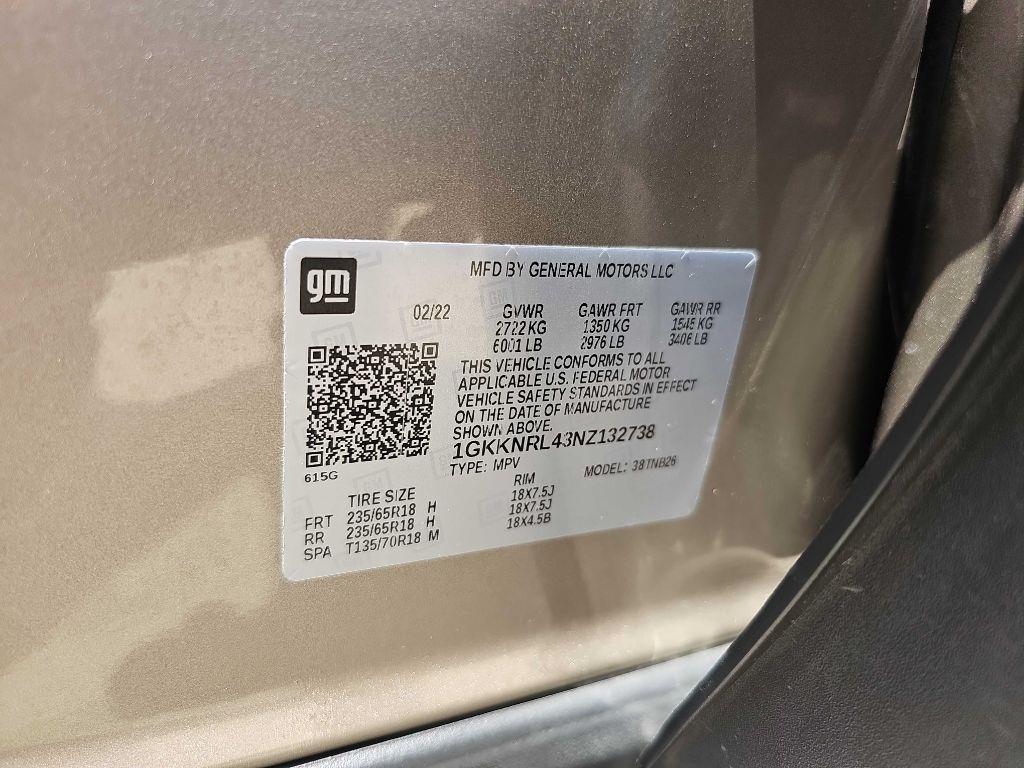 gm
MFD BY GENERAL MOTORS LLC
02/22 GVWR GAWR FRT GAWR RR
2722 KG 1350 KG 1545 KG
6001 LB 2976 LB 3406 LB
THIS VEHICLE CONFORMS TO ALL
APPLICABLE U.S. FEDERAL MOTOR
VEHICLE SAFETY STANDARDS IN EFFECT
ON THE DATE OF MANUFACTURE
SHOWN ABOVE.
1GKKNRL43NZ132738
TYPE: MPV MODEL: 38TNB26
615G
TIRE SIZE RIM
FRT 235/65R18 H 18X7.5J
RR 235/65R18 H 18X7.5J
SPA T135/70R18 M 18X4.5B